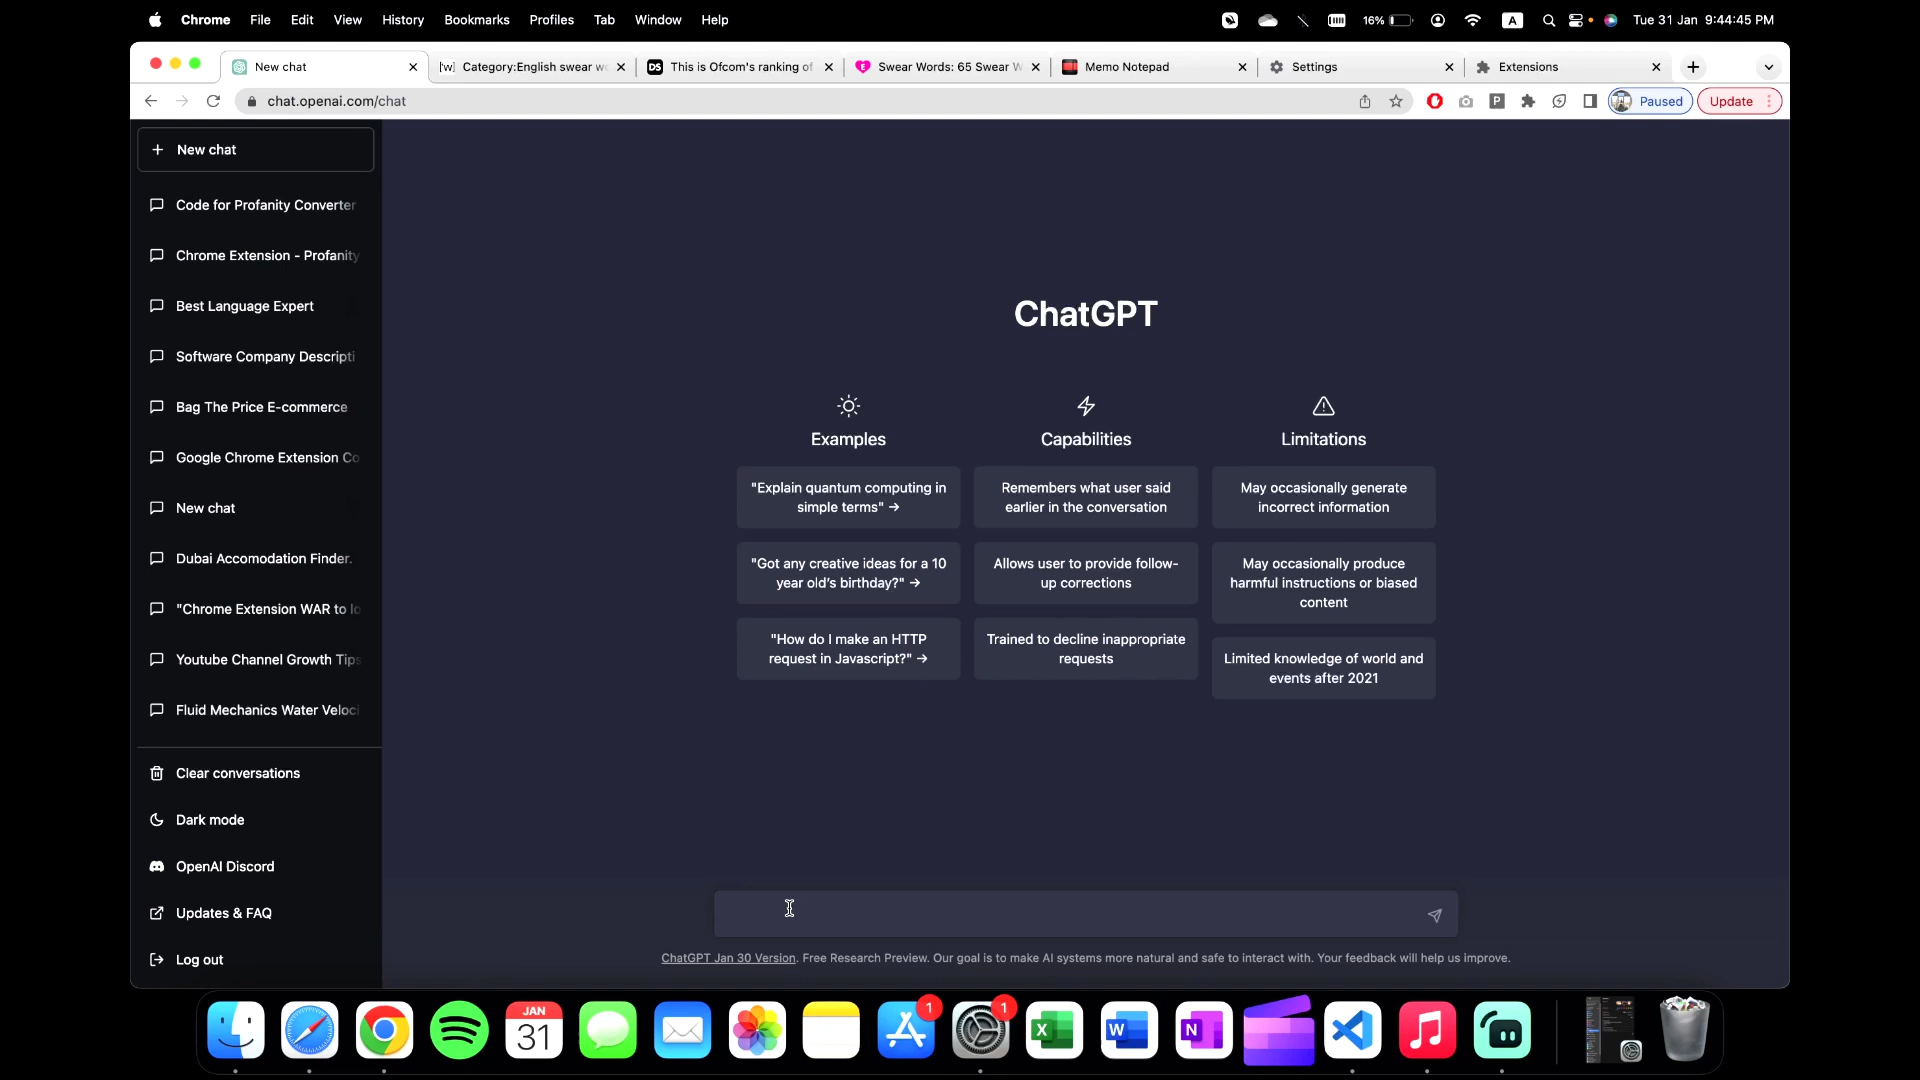 Chrome File Edit View History Bookmarks Profiles Tab Window Help
16% A Tue 31 Jan 9:44:45 PM
New chat
[w] Category:English swear w
DS This is Ofcom's ranking of
E Swear Words: 65 Swear W
Memo Notepad
Settings
Extensions
chat.openai.com/chat
P
Paused
Update
New chat
Code for Profanity Converter
Chrome Extension - Profanity
Best Language Expert
Software Company Descripti
Bag The Price E-commerce
Google Chrome Extension Co
New chat
Dubai Accomodation Finder.
"Chrome Extension WAR to lo
Youtube Channel Growth Tips
Fluid Mechanics Water Veloci
Clear conversations
Dark mode
OpenAI Discord
Updates & FAQ
Log out
ChatGPT
Examples
"Explain quantum computing in
simple terms" →
"Got any creative ideas for a 10
year old's birthday?" →
"How do I make an HTTP
request in Javascript?" →
Capabilities
Remembers what user said
earlier in the conversation
Allows user to provide follow-
up corrections
Trained to decline inappropriate
requests
Limitations
May occasionally generate
incorrect information
May occasionally produce
harmful instructions or biased
content
Limited knowledge of world and
events after 2021
ChatGPT Jan 30 Version. Free Research Preview. Our goal is to make AI systems more natural and safe to interact with. Your feedback will help us improve.
JAN
31
1
1
X
W
N